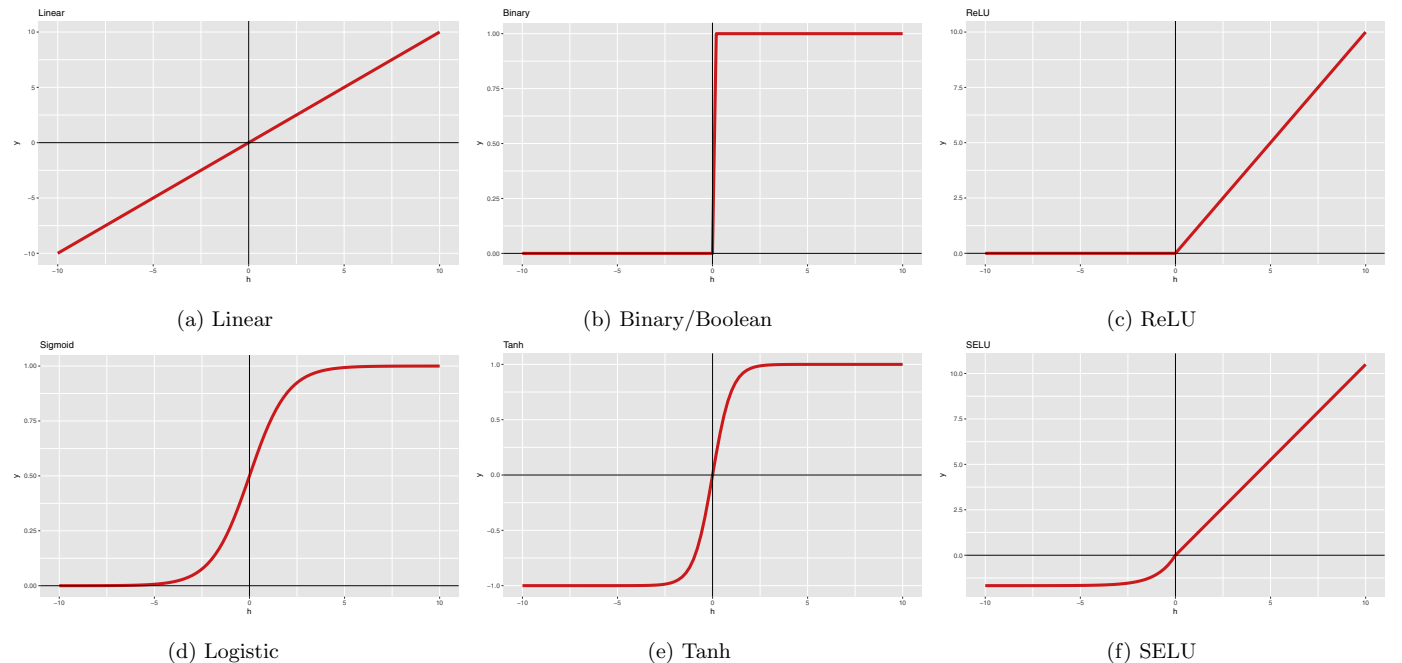 Linear
y
10
5
0
−5
−10
−10 −5 0 5 10
h
(a) Linear
Binary
y
1.00
0.75
0.50
0.25
0.00
−10 −5 0 5 10
h
(b) Binary/Boolean
ReLU
y
10.0
7.5
5.0
2.5
0.0
−10 −5 0 5 10
h
(c) ReLU
Sigmoid
y
1.00
0.75
0.50
0.25
0.00
−10 −5 0 5 10
h
(d) Logistic
Tanh
y
1.0
0.5
0.0
−0.5
−1.0
−10 −5 0 5 10
h
(e) Tanh
SELU
y
10.0
7.5
5.0
2.5
0.0
−10 −5 0 5 10
h
(f) SELU